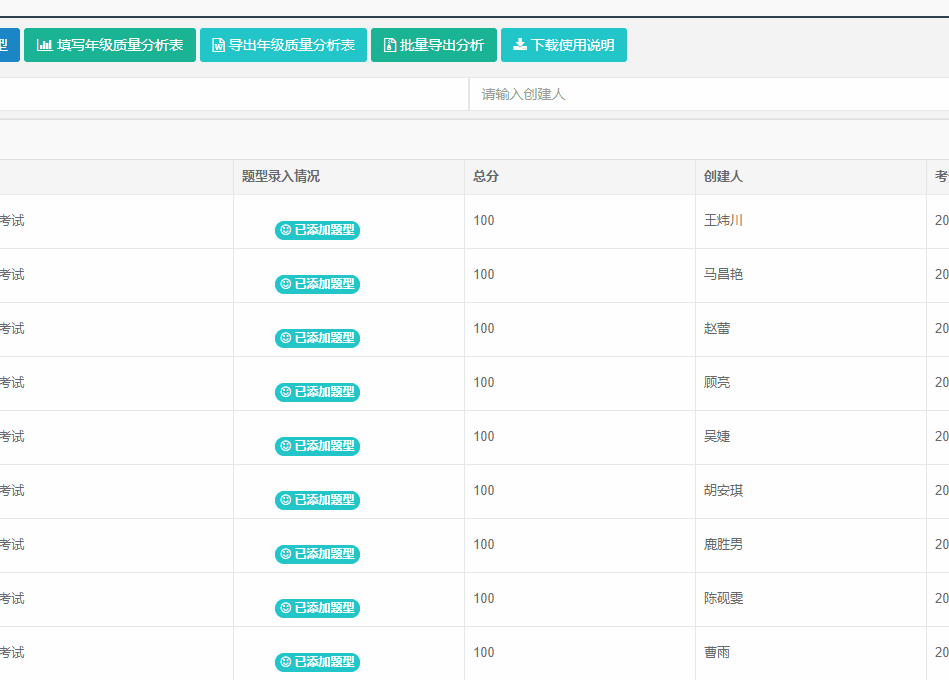 型 填写年级质量分析表 导出年级质量分析表 批量导出分析 下载使用说明
请输入创建人
题型录入情况 总分 创建人 考
考试 已添加题型 100 王炜川 20
考试 已添加题型 100 马昌艳 20
考试 已添加题型 100 赵蕾 20
考试 已添加题型 100 顾亮 20
考试 已添加题型 100 吴婕 20
考试 已添加题型 100 胡安琪 20
考试 已添加题型 100 鹿胜男 20
考试 已添加题型 100 陈砚雯 20
考试 已添加题型 100 曹雨 20